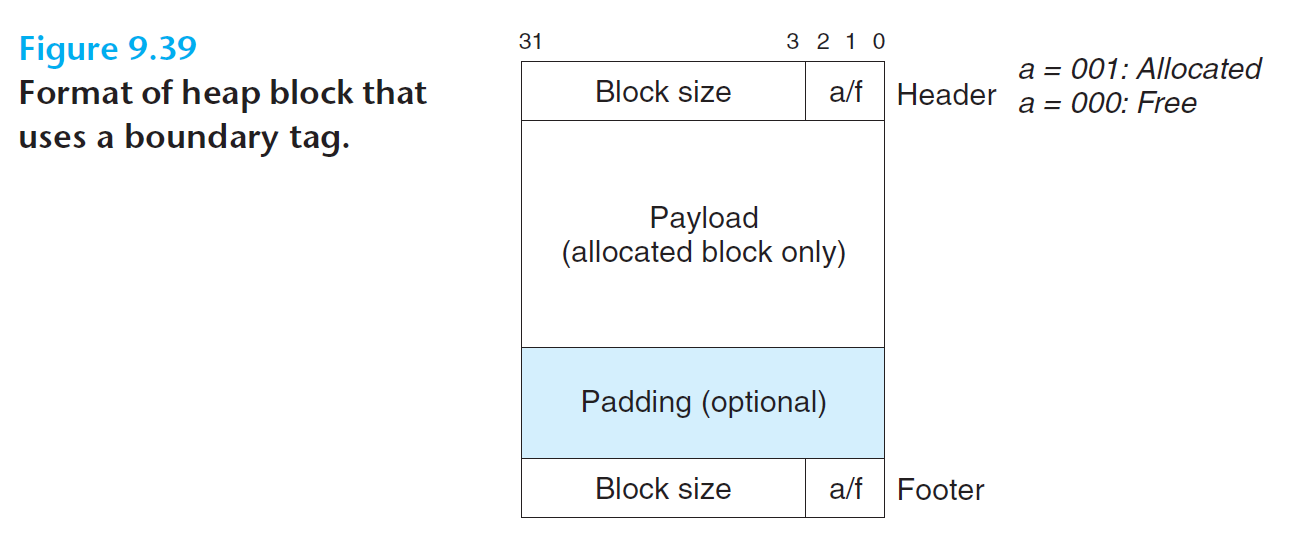 Figure 9.39
Format of heap block that
uses a boundary tag.
31 3 2 1 0
Block size a/f Header
a = 001: Allocated
a = 000: Free
Payload
(allocated block only)
Padding (optional)
Block size a/f Footer